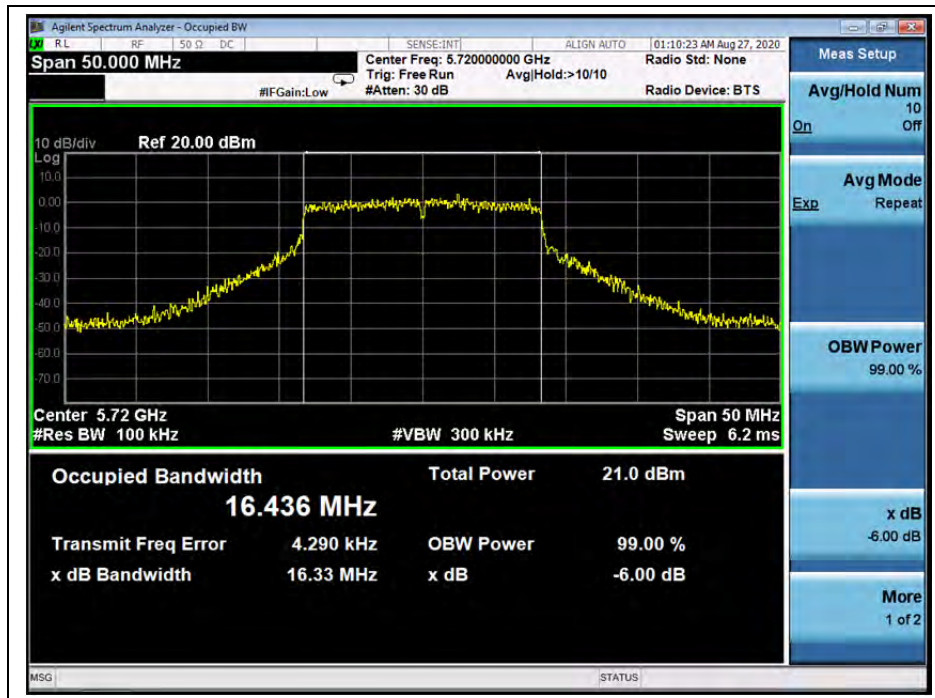 Agilent Spectrum Analyzer - Occupied BW
LXI RL RF 50 Ω DC SENSE:INT ALIGN AUTO 01:10:23 AM Aug 27, 2020
Span 50.000 MHz
Center Freq: 5.720000000 GHz Radio Std: None
Trig: Free Run Avg|Hold:>10/10
#IFGain:Low #Atten: 30 dB Radio Device: BTS
10 dB/div Ref 20.00 dBm
Log
10.0
0.00
-10.0
-20.0
-30.0
-40.0
-50.0
-60.0
-70.0
Center 5.72 GHz Span 50 MHz
#Res BW 100 kHz #VBW 300 kHz Sweep 6.2 ms
Occupied Bandwidth Total Power 21.0 dBm
16.436 MHz
Transmit Freq Error 4.290 kHz OBW Power 99.00 %
x dB Bandwidth 16.33 MHz x dB -6.00 dB
Meas Setup
Avg/Hold Num
10
On Off
Avg Mode
Exp Repeat
OBW Power
99.00 %
x dB
-6.00 dB
More
1 of 2
MSG STATUS